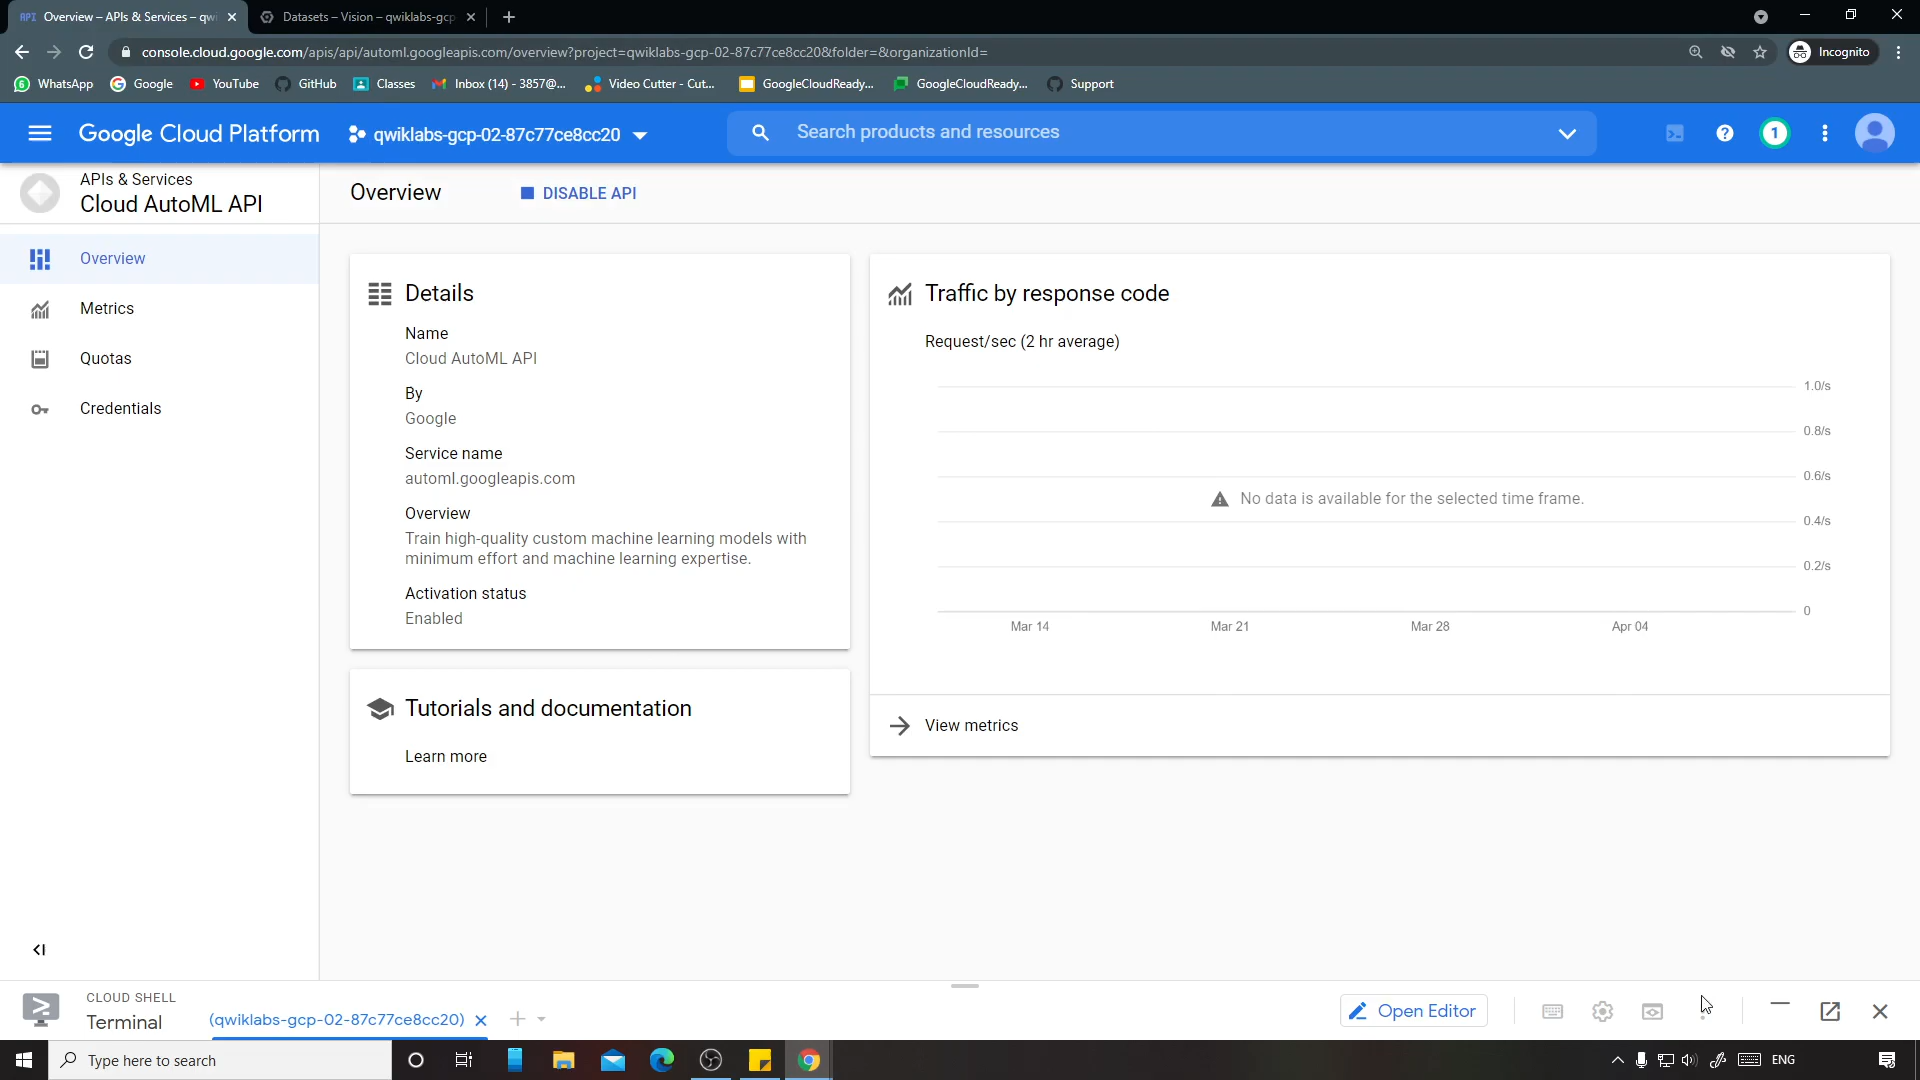 API Overview – APIs & Services – qwi
Datasets – Vision – qwiklabs-gcp
console.cloud.google.com/apis/api/automl.googleapis.com/overview?project=qwiklabs-gcp-02-87c77ce8cc20&folder=&organizationId=
Incognito
6 WhatsApp
Google
YouTube
GitHub
Classes
Inbox (14) - 3857@...
Video Cutter - Cut...
GoogleCloudReady...
GoogleCloudReady...
Support
Google Cloud Platform
qwiklabs-gcp-02-87c77ce8cc20
Search products and resources
?
1
APIs & Services
Cloud AutoML API
Overview
DISABLE API
Overview
Metrics
Quotas
Credentials
Details
Name
Cloud AutoML API
By
Google
Service name
automl.googleapis.com
Overview
Train high-quality custom machine learning models with
minimum effort and machine learning expertise.
Activation status
Enabled
Tutorials and documentation
Learn more
Traffic by response code
Request/sec (2 hr average)
1.0/s
0.8/s
0.6/s
No data is available for the selected time frame.
0.4/s
0.2/s
0
Mar 14
Mar 21
Mar 28
Apr 04
View metrics
CLOUD SHELL
Terminal
(qwiklabs-gcp-02-87c77ce8cc20)
Open Editor
Type here to search
ENG